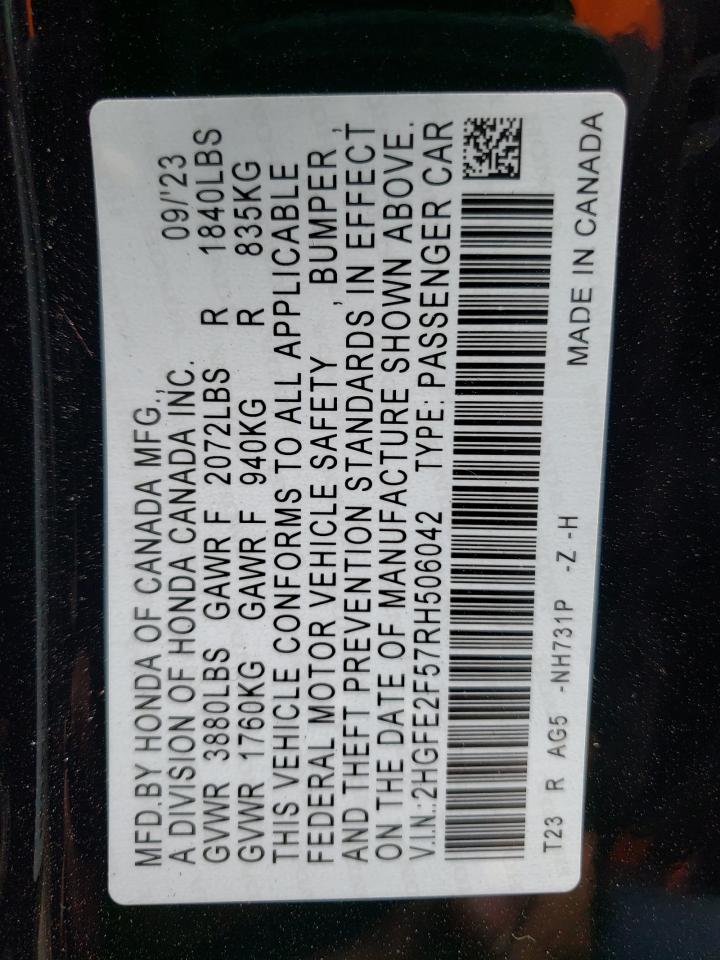 MFD.BY HONDA OF CANADA MFG.,
A DIVISION OF HONDA CANADA INC. 09/'23
GVWR 3880LBS GAWR F 2072LBS R 1840LBS
GVWR 1760KG GAWR F 940KG R 835KG
THIS VEHICLE CONFORMS TO ALL APPLICABLE
FEDERAL MOTOR VEHICLE SAFETY , BUMPER ,
AND THEFT PREVENTION STANDARDS IN EFFECT
ON THE DATE OF MANUFACTURE SHOWN ABOVE.
V.I.N.:2HGFE2F57RH506042 TYPE: PASSENGER CAR
T23 R AG5 -NH731P -Z -H MADE IN CANADA